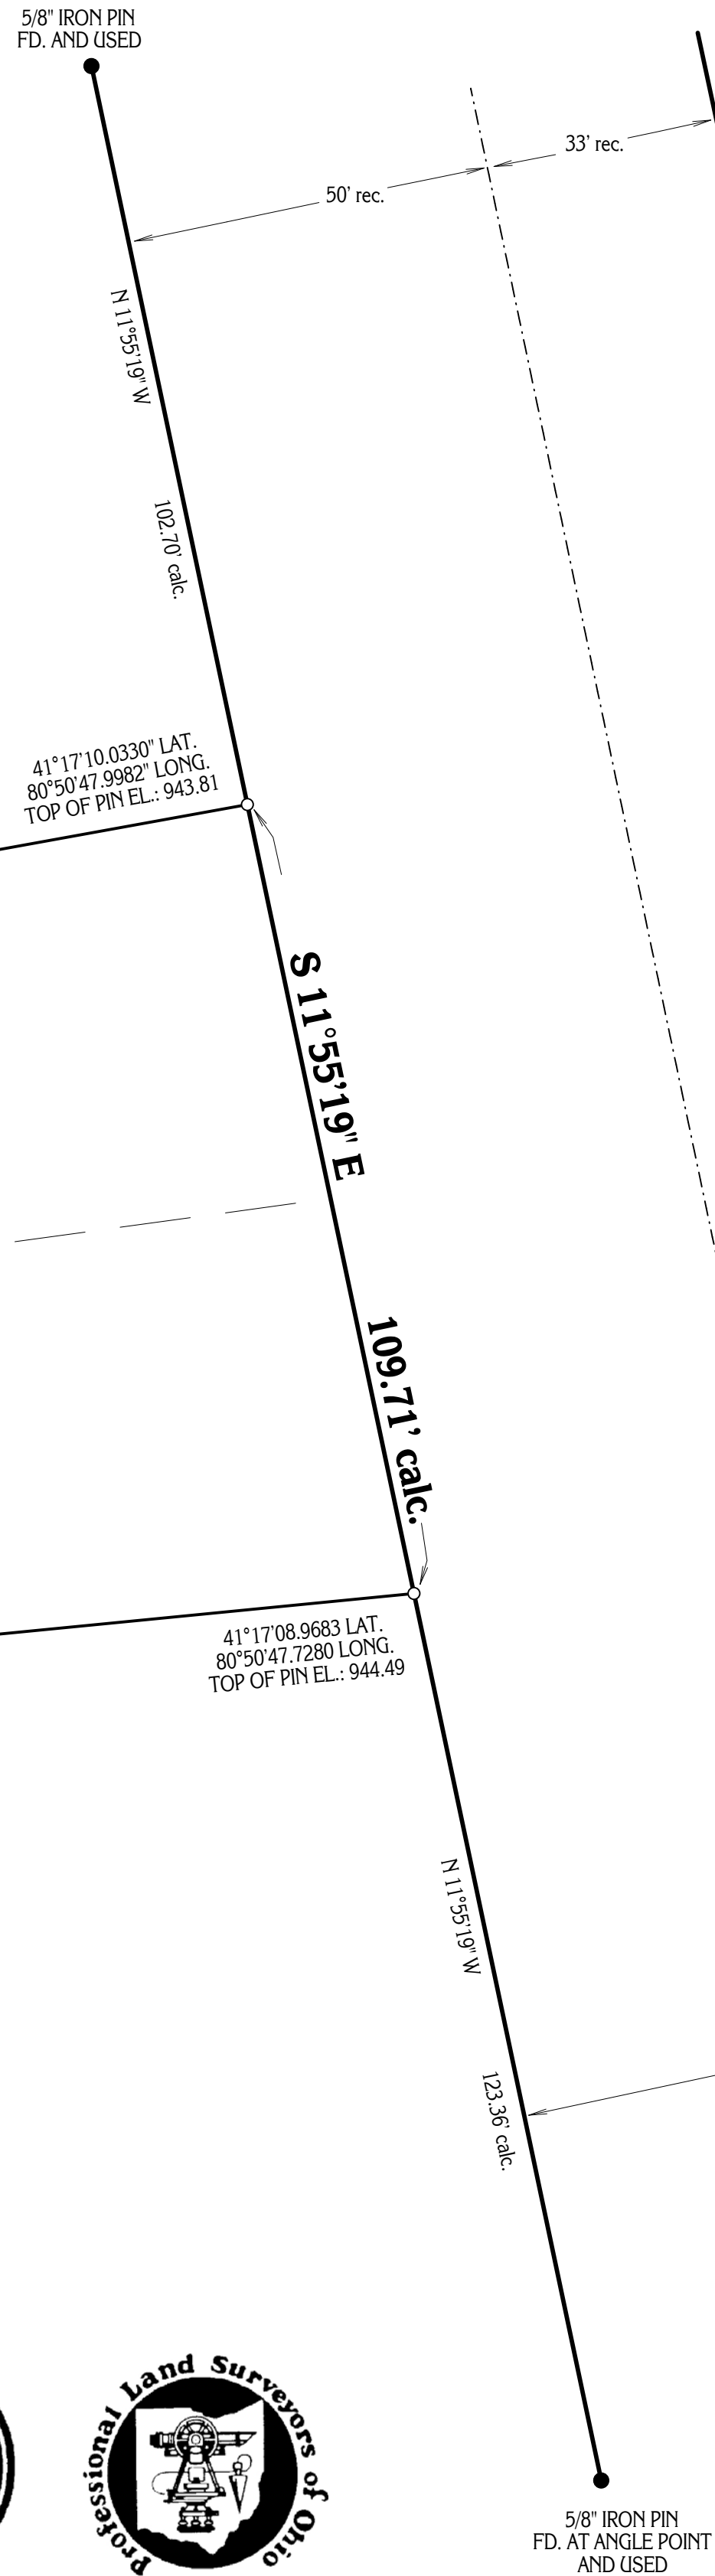 5/8" IRON PIN
FD. AND USED
33' rec.
50' rec.
N 11°55'19" W
102.70' calc.
41°17'10.0330" LAT.
80°50'47.9982" LONG.
TOP OF PIN EL.: 943.81
S 11°55'19" E
109.71' calc.
41°17'08.9683 LAT.
80°50'47.7280 LONG.
TOP OF PIN EL.: 944.49
N 11°55'19" W
123.36' calc.
Professional Land Surveyors of Ohio
5/8" IRON PIN
FD. AT ANGLE POINT
AND USED